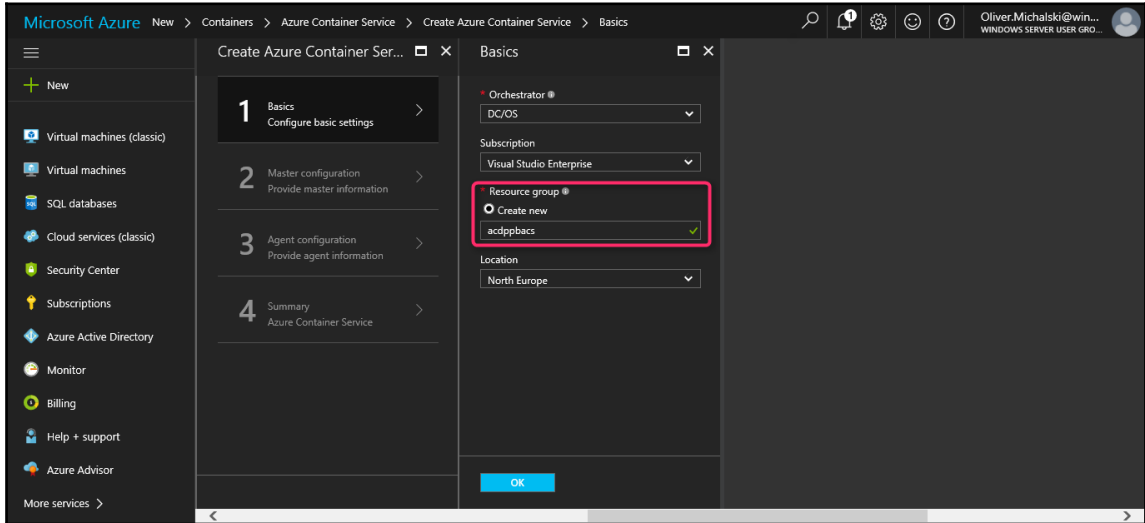 Microsoft Azure New > Containers > Azure Container Service > Create Azure Container Service > Basics
1
Oliver.Michalski@win...
WINDOWS SERVER USER GRO...
New
Virtual machines (classic)
Virtual machines
SQL databases
Cloud services (classic)
Security Center
Subscriptions
Azure Active Directory
Monitor
Billing
Help + support
Azure Advisor
More services >
Create Azure Container Ser...
1 Basics
Configure basic settings
2 Master configuration
Provide master information
3 Agent configuration
Provide agent information
4 Summary
Azure Container Service
Basics
* Orchestrator
DC/OS
Subscription
Visual Studio Enterprise
* Resource group
Create new
acdppbacs
Location
North Europe
OK